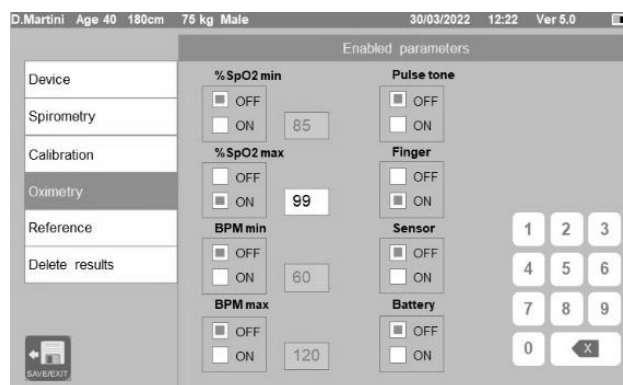 D.Martini Age 40 180cm 75 kg Male 30/03/2022 12:22 Ver 5.0
Enabled parameters
Device
Spirometry
Calibration
Oximetry
Reference
Delete results
SAVE/EXIT
%SpO2 min
OFF
ON 85
%SpO2 max
OFF
ON 99
BPM min
OFF
ON 60
BPM max
OFF
ON 120
Pulse tone
OFF
ON
Finger
OFF
ON
Sensor
OFF
ON
Battery
OFF
ON
1 2 3
4 5 6
7 8 9
0 X